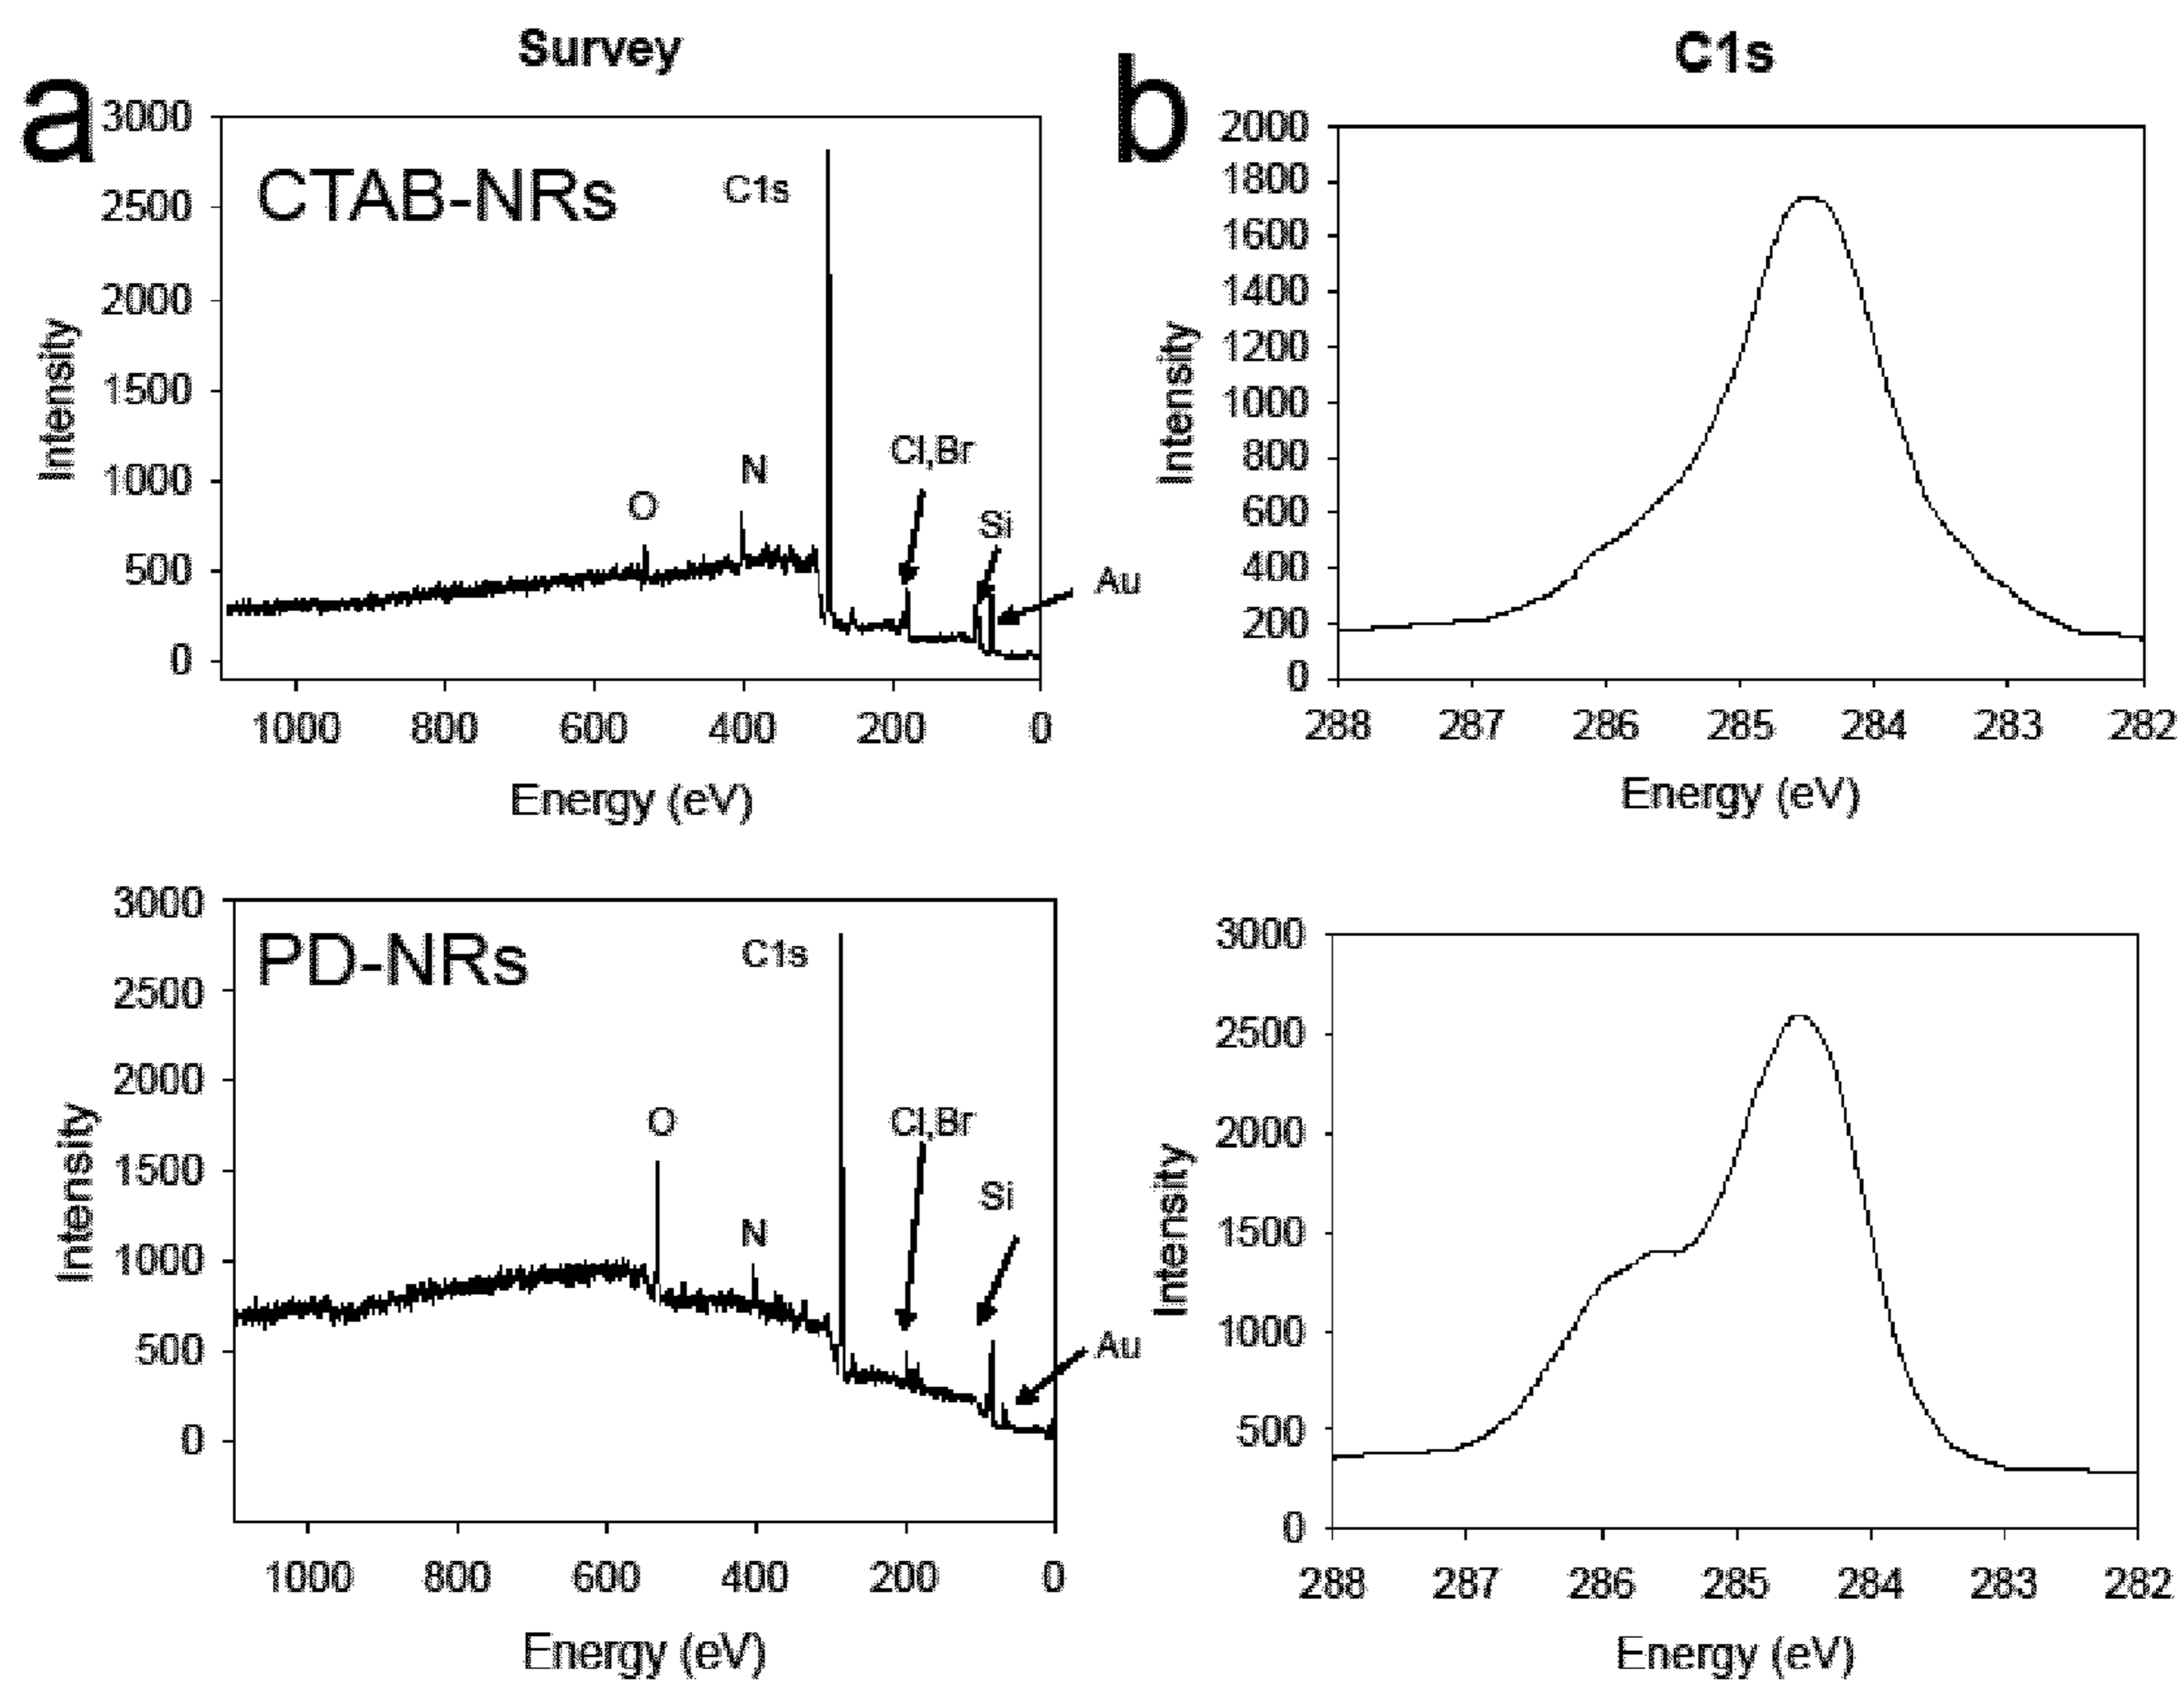 a
Survey
3000
2500
2000
1500
1000
500
0
Intensity
CTAB-NRs
C1s
O
N
Cl,Br
Si
Au
1000 800 600 400 200 0
Energy (eV)
b
C1s
2000
1800
1600
1400
1200
1000
800
600
400
200
0
Intensity
288 287 286 285 284 283 282
Energy (eV)
3000
2500
2000
1500
1000
500
0
Intensity
PD-NRs
C1s
O
N
Cl,Br
Si
Au
1000 800 600 400 200 0
Energy (eV)
3000
2500
2000
1500
1000
500
0
Intensity
288 287 286 285 284 283 282
Energy (eV)